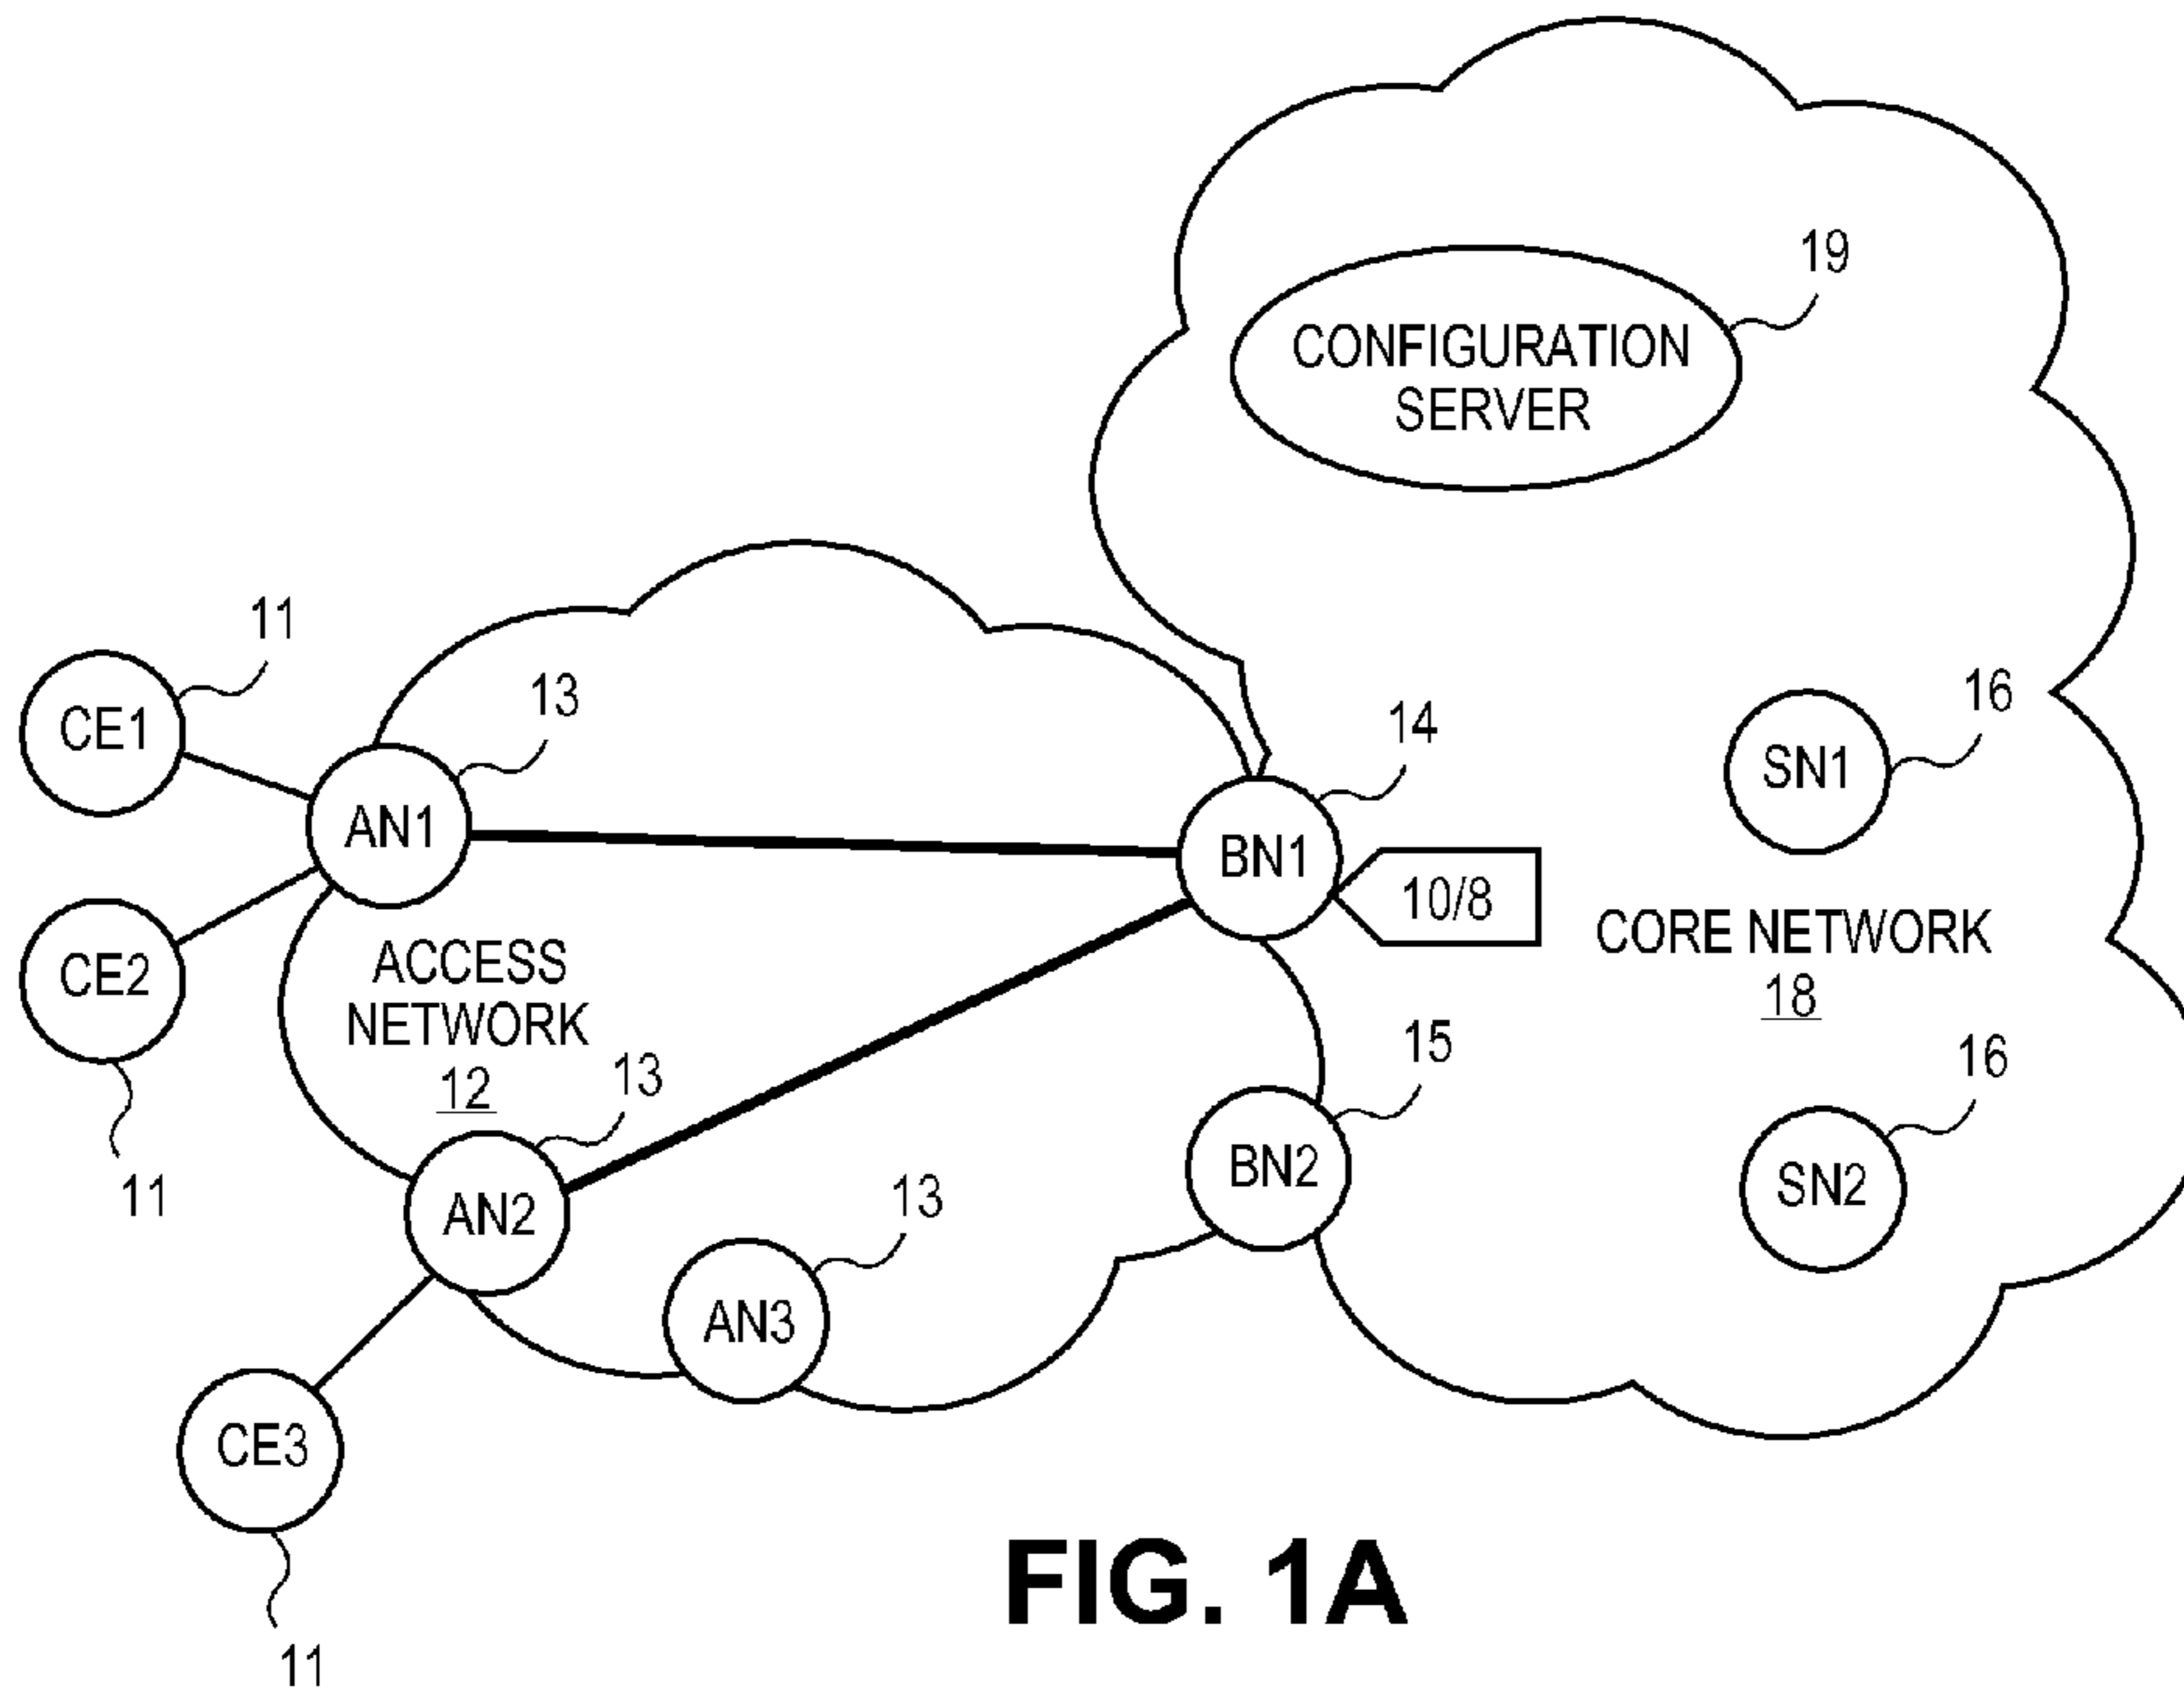 19
CONFIGURATION
SERVER
11
CE1
13
AN1
14
BN1
10/8
16
SN1
CORE NETWORK
18
CE2
11
ACCESS
NETWORK
12
13
AN2
13
AN3
15
BN2
16
SN2
CE3
11
FIG. 1A